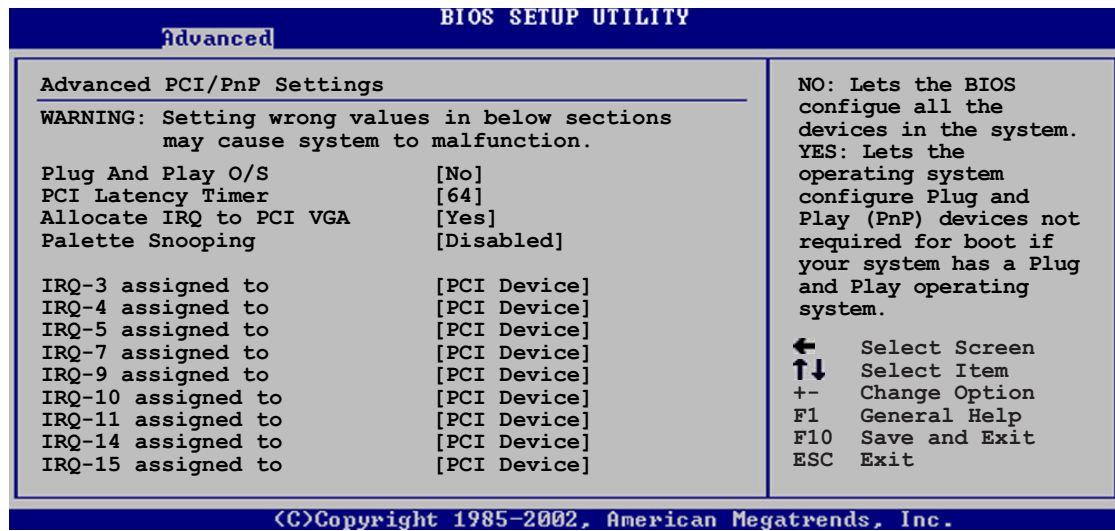 BIOS SETUP UTILITY
Advanced
Advanced PCI/PnP Settings
WARNING: Setting wrong values in below sections
may cause system to malfunction.
Plug And Play O/S [No]
PCI Latency Timer [64]
Allocate IRQ to PCI VGA [Yes]
Palette Snooping [Disabled]
IRQ-3 assigned to [PCI Device]
IRQ-4 assigned to [PCI Device]
IRQ-5 assigned to [PCI Device]
IRQ-7 assigned to [PCI Device]
IRQ-9 assigned to [PCI Device]
IRQ-10 assigned to [PCI Device]
IRQ-11 assigned to [PCI Device]
IRQ-14 assigned to [PCI Device]
IRQ-15 assigned to [PCI Device]
NO: Lets the BIOS
configue all the
devices in the system.
YES: Lets the
operating system
configure Plug and
Play (PnP) devices not
required for boot if
your system has a Plug
and Play operating
system.
← Select Screen
↑↓ Select Item
+- Change Option
F1 General Help
F10 Save and Exit
ESC Exit
(C)Copyright 1985-2002, American Megatrends, Inc.